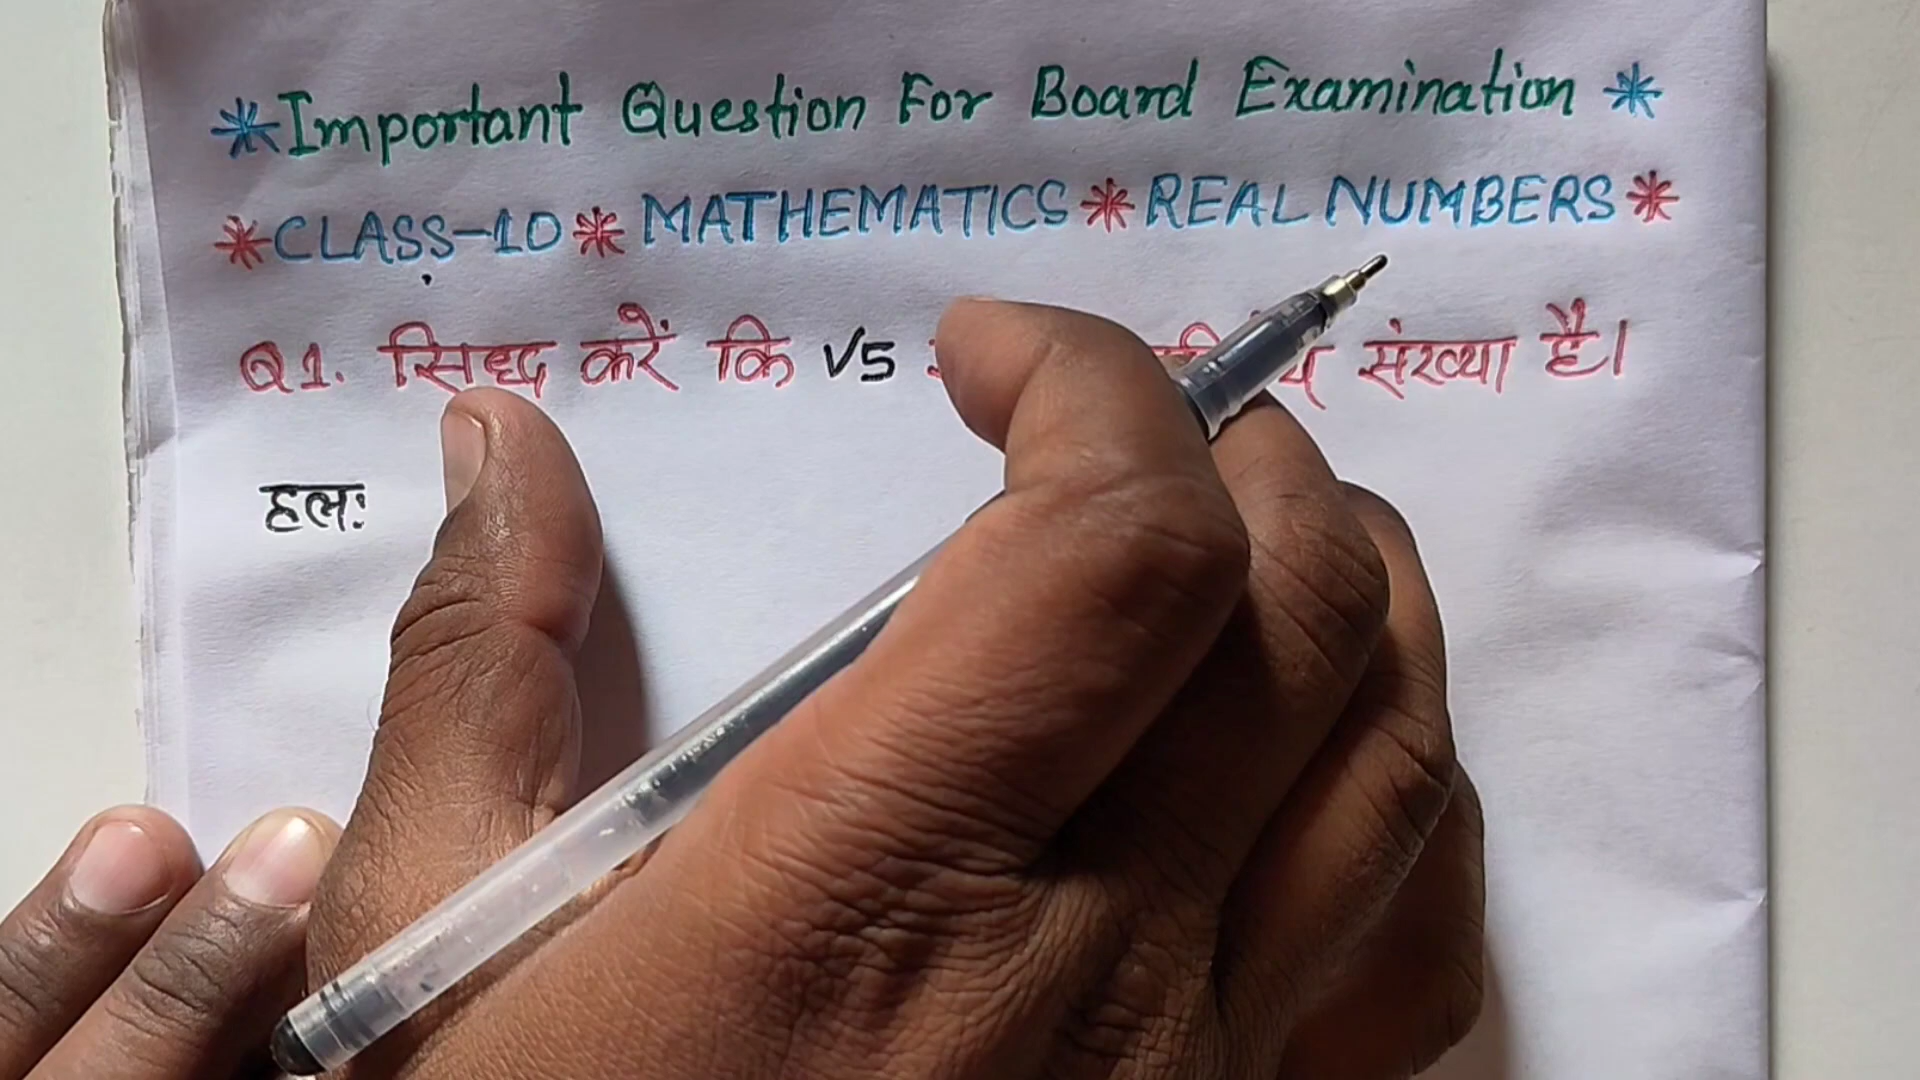 *Important Question For Board Examination*
*CLASS-10* MATHEMATICS*REAL NUMBERS*
Q1. सिद्ध करें कि √5 संख्या है।
हलः